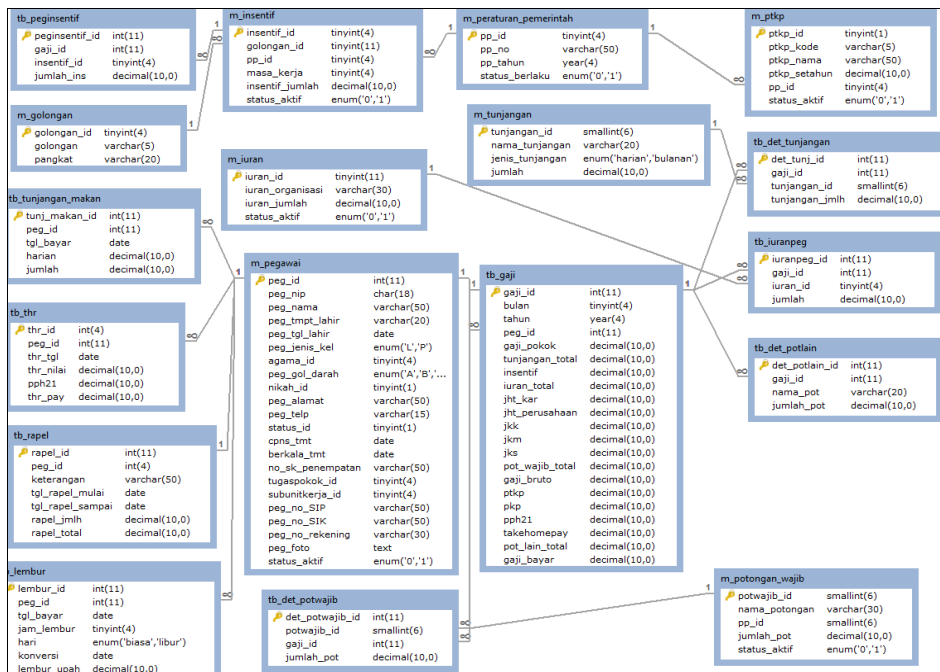 tb_peginsentif
peginsentif_id int(11)
gaji_id int(11)
insentif_id tinyint(4)
jumlah_ins decimal(10,0)
m_insentif
insentif_id tinyint(4)
golongan_id tinyint(11)
pp_id tinyint(4)
masa_kerja tinyint(4)
insentif_jumlah decimal(10,0)
status_aktif enum('0','1')
m_peraturan_pemerintah
pp_id tinyint(4)
pp_no varchar(50)
pp_tahun year(4)
status_berlaku enum('0','1')
m_ptkp
ptkp_id tinyint(1)
ptkp_kode varchar(5)
ptkp_nama varchar(50)
ptkp_setahun decimal(10,0)
pp_id tinyint(4)
status_aktif enum('0','1')
m_golongan
golongan_id tinyint(4)
golongan varchar(5)
pangkat varchar(20)
m_tunjangan
tunjangan_id smallint(6)
nama_tunjangan varchar(20)
jenis_tunjangan enum('harian','bulanan')
jumlah decimal(10,0)
tb_det_tunjangan
det_tunj_id int(11)
gaji_id int(11)
tunjangan_id smallint(6)
tunjangan_jmlh decimal(10,0)
m_iuran
iuran_id tinyint(11)
iuran_organisasi varchar(30)
iuran_jumlah decimal(10,0)
status_aktif enum('0','1')
tb_tunjangan_makan
tunj_makan_id int(11)
peg_id int(11)
tgl_bayar date
harian decimal(10,0)
jumlah decimal(10,0)
tb_iuranpeg
iuranpeg_id int(11)
gaji_id int(11)
iuran_id tinyint(4)
jumlah decimal(10,0)
m_pegawai
peg_id int(11)
peg_nip char(18)
peg_nama varchar(50)
peg_tmpt_lahir varchar(20)
peg_tgl_lahir date
peg_jenis_kel enum('L','P')
agama_id tinyint(4)
peg_gol_darah enum('A','B','...
nikah_id tinyint(1)
peg_alamat varchar(50)
peg_telp varchar(15)
status_id tinyint(1)
cpns_tmt date
berkala_tmt date
no_sk_penempatan varchar(50)
tugaspokok_id tinyint(4)
subunitkerja_id tinyint(4)
peg_no_SIP varchar(50)
peg_no_SIK varchar(50)
peg_no_rekening varchar(30)
peg_foto text
status_aktif enum('0','1')
tb_gaji
gaji_id int(11)
bulan tinyint(4)
tahun year(4)
peg_id int(11)
gaji_pokok decimal(10,0)
tunjangan_total decimal(10,0)
insentif decimal(10,0)
iuran_total decimal(10,0)
jht_kar decimal(10,0)
jht_perusahaan decimal(10,0)
jkk decimal(10,0)
jkm decimal(10,0)
jks decimal(10,0)
pot_wajib_total decimal(10,0)
gaji_bruto decimal(10,0)
ptkp decimal(10,0)
pkp decimal(10,0)
pph21 decimal(10,0)
takehomepay decimal(10,0)
pot_lain_total decimal(10,0)
gaji_bayar decimal(10,0)
tb_thr
thr_id int(4)
peg_id int(11)
thr_tgl date
thr_nilai decimal(10,0)
pph21 decimal(10,0)
thr_pay decimal(10,0)
tb_det_potlain
det_potlain_id int(11)
gaji_id int(11)
nama_pot varchar(20)
jumlah_pot decimal(10,0)
tb_rapel
rapel_id int(11)
peg_id int(4)
keterangan varchar(50)
tgl_rapel_mulai date
tgl_rapel_sampai date
rapel_jmlh decimal(10,0)
rapel_total decimal(10,0)
_lembur
lembur_id int(11)
peg_id int(11)
tgl_bayar date
jam_lembur tinyint(4)
hari enum('biasa','libur')
konversi date
lembur_upah decimal(10,0)
tb_det_potwajib
det_potwajib_id int(11)
potwajib_id smallint(6)
gaji_id int(11)
jumlah_pot decimal(10,0)
m_potongan_wajib
potwajib_id smallint(6)
nama_potongan varchar(30)
pp_id smallint(6)
jumlah_pot decimal(10,0)
status_aktif enum('0','1')